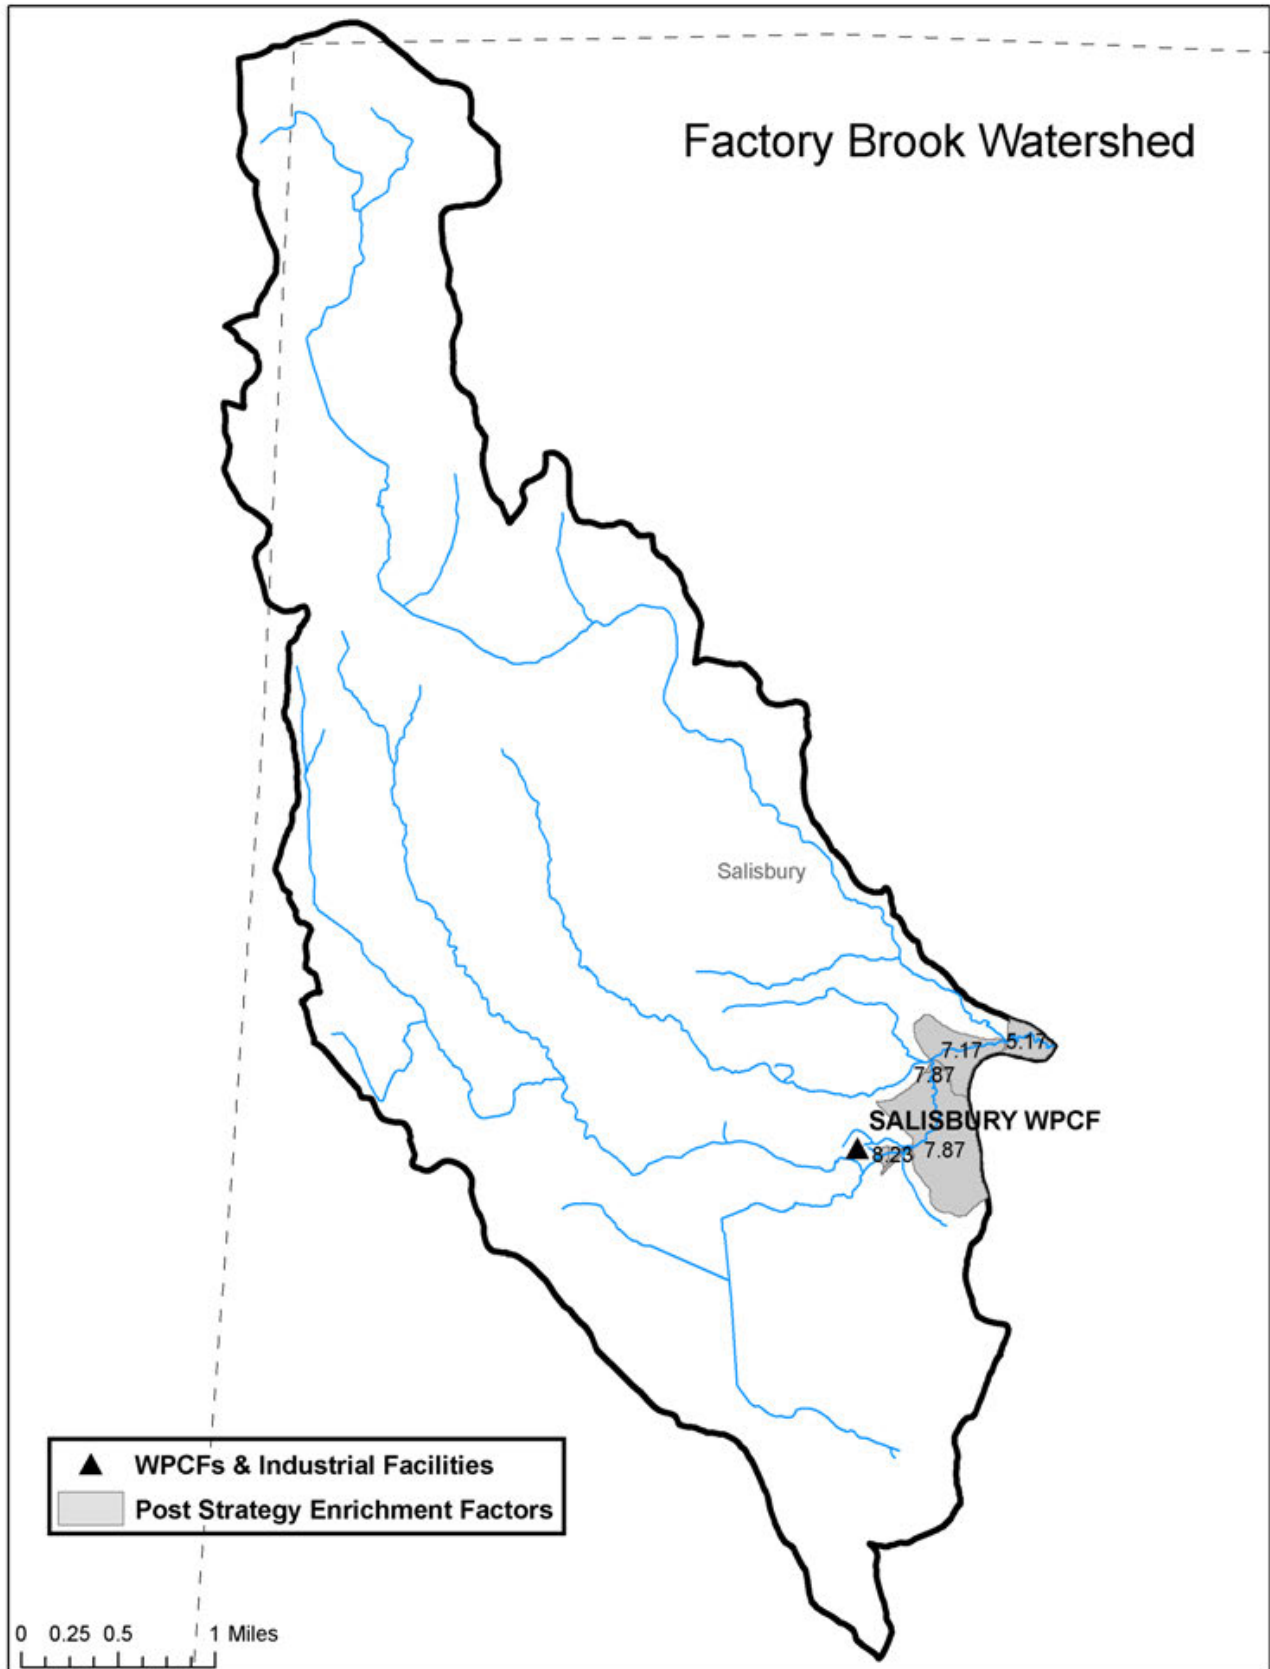 Factory Brook Watershed
Salisbury
5.17
7.17
7.87
SALISBURY WPCF
8.23
7.87
WPCFs & Industrial Facilities
Post Strategy Enrichment Factors
0 0.25 0.5 1 Miles